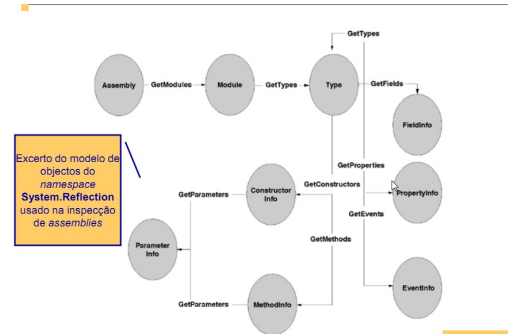 GetTypes
Assembly
GetModules
Module
GetTypes
Type
GetFields
FieldInfo
Excerto do modelo de
objectos do
namespace
System.Reflection
usado na inspecção
de assemblies
GetProperties
GetConstructors
GetParameters
Constructor
Info
PropertyInfo
GetEvents
GetMethods
Parameter
Info
GetParameters
MethodInfo
EventInfo